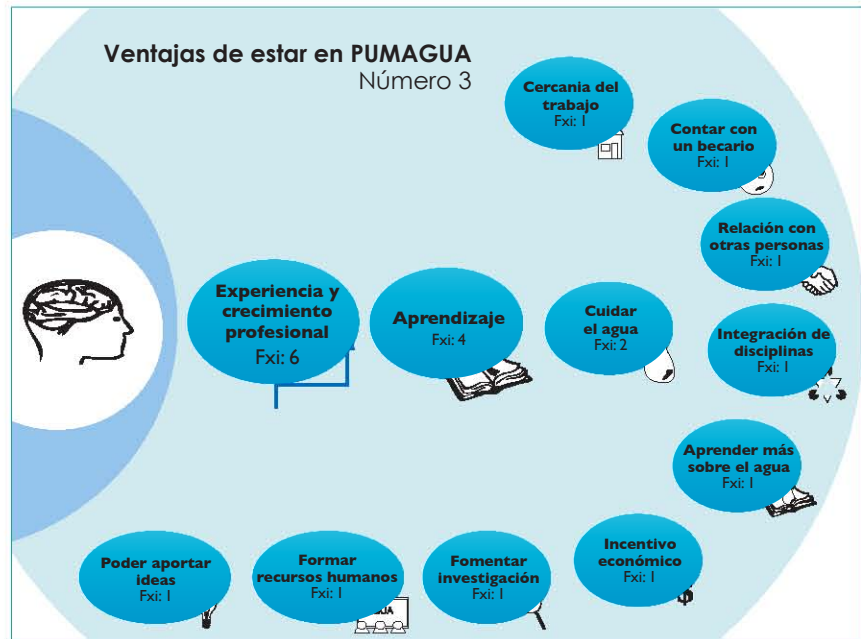 Ventajas de estar en PUMAGUA
Número 3
Cercania del
trabajo
Fxi: 1
Contar con
un becario
Fxi: 1
Relación con
otras personas
Fxi: 1
Experiencia y
crecimiento
profesional
Fxi: 6
Aprendizaje
Fxi: 4
Cuidar
el agua
Fxi: 2
Integración de
disciplinas
Fxi: 1
Aprender más
sobre el agua
Fxi: 1
Incentivo
económico
Fxi: 1
Poder aportar
ideas
Fxi: 1
Formar
recursos humanos
Fxi: 1
Fomentar
investigación
Fxi: 1